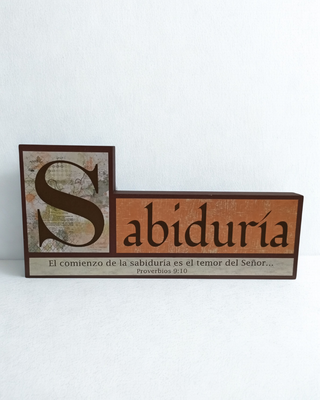 Sabiduría
El comienzo de la sabiduría es el temor del Señor...
Proverbios 9:10